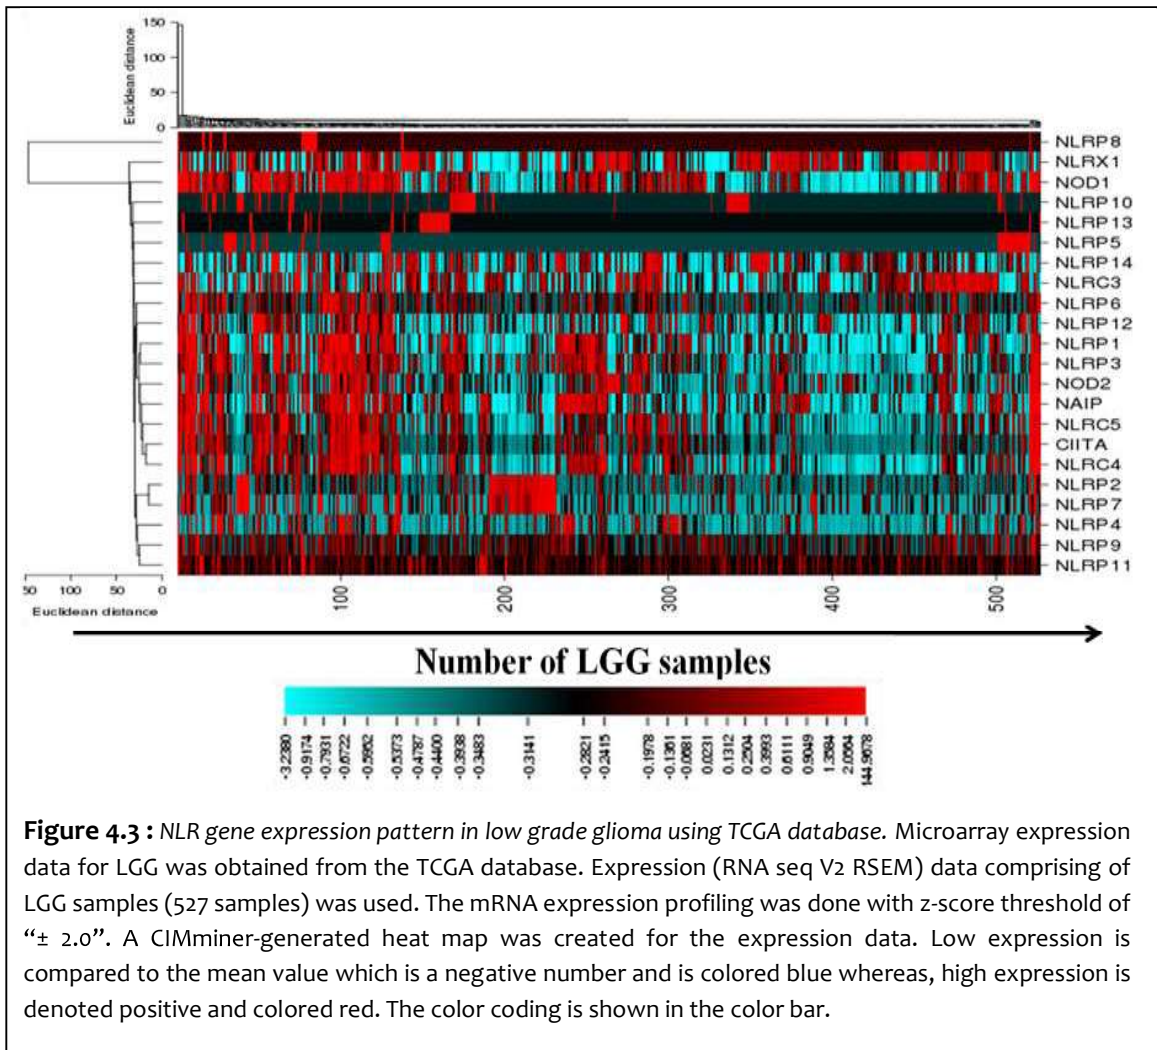 150
100
50
0
Euclidean distance
NLRP8
NLRX1
NOD1
NLRP10
NLRP13
NLRP5
NLRP14
NLRC3
NLRP6
NLRP12
NLRP1
NLRP3
NOD2
NAIP
NLRC5
CIITA
NLRC4
NLRP2
NLRP7
NLRP4
NLRP9
NLRP11
50 100 50 0
Euclidean distance
100 200 300 400 500
Number of LGG samples
-3.2380 -0.9174 -0.7931 -0.6722 -0.5952 -0.5373 -0.4787 -0.4400 -0.3938 -0.3483 -0.3141 -0.2821 -0.2415 -0.1978 -0.1361 -0.0681 0.0231 0.1312 0.2504 0.3993 0.6111 0.9049 1.3584 2.0564 144.9678
Figure 4.3 : NLR gene expression pattern in low grade glioma using TCGA database. Microarray expression
data for LGG was obtained from the TCGA database. Expression (RNA seq V2 RSEM) data comprising of
LGG samples (527 samples) was used. The mRNA expression profiling was done with z-score threshold of
“± 2.0”. A CIMminer-generated heat map was created for the expression data. Low expression is
compared to the mean value which is a negative number and is colored blue whereas, high expression is
denoted positive and colored red. The color coding is shown in the color bar.